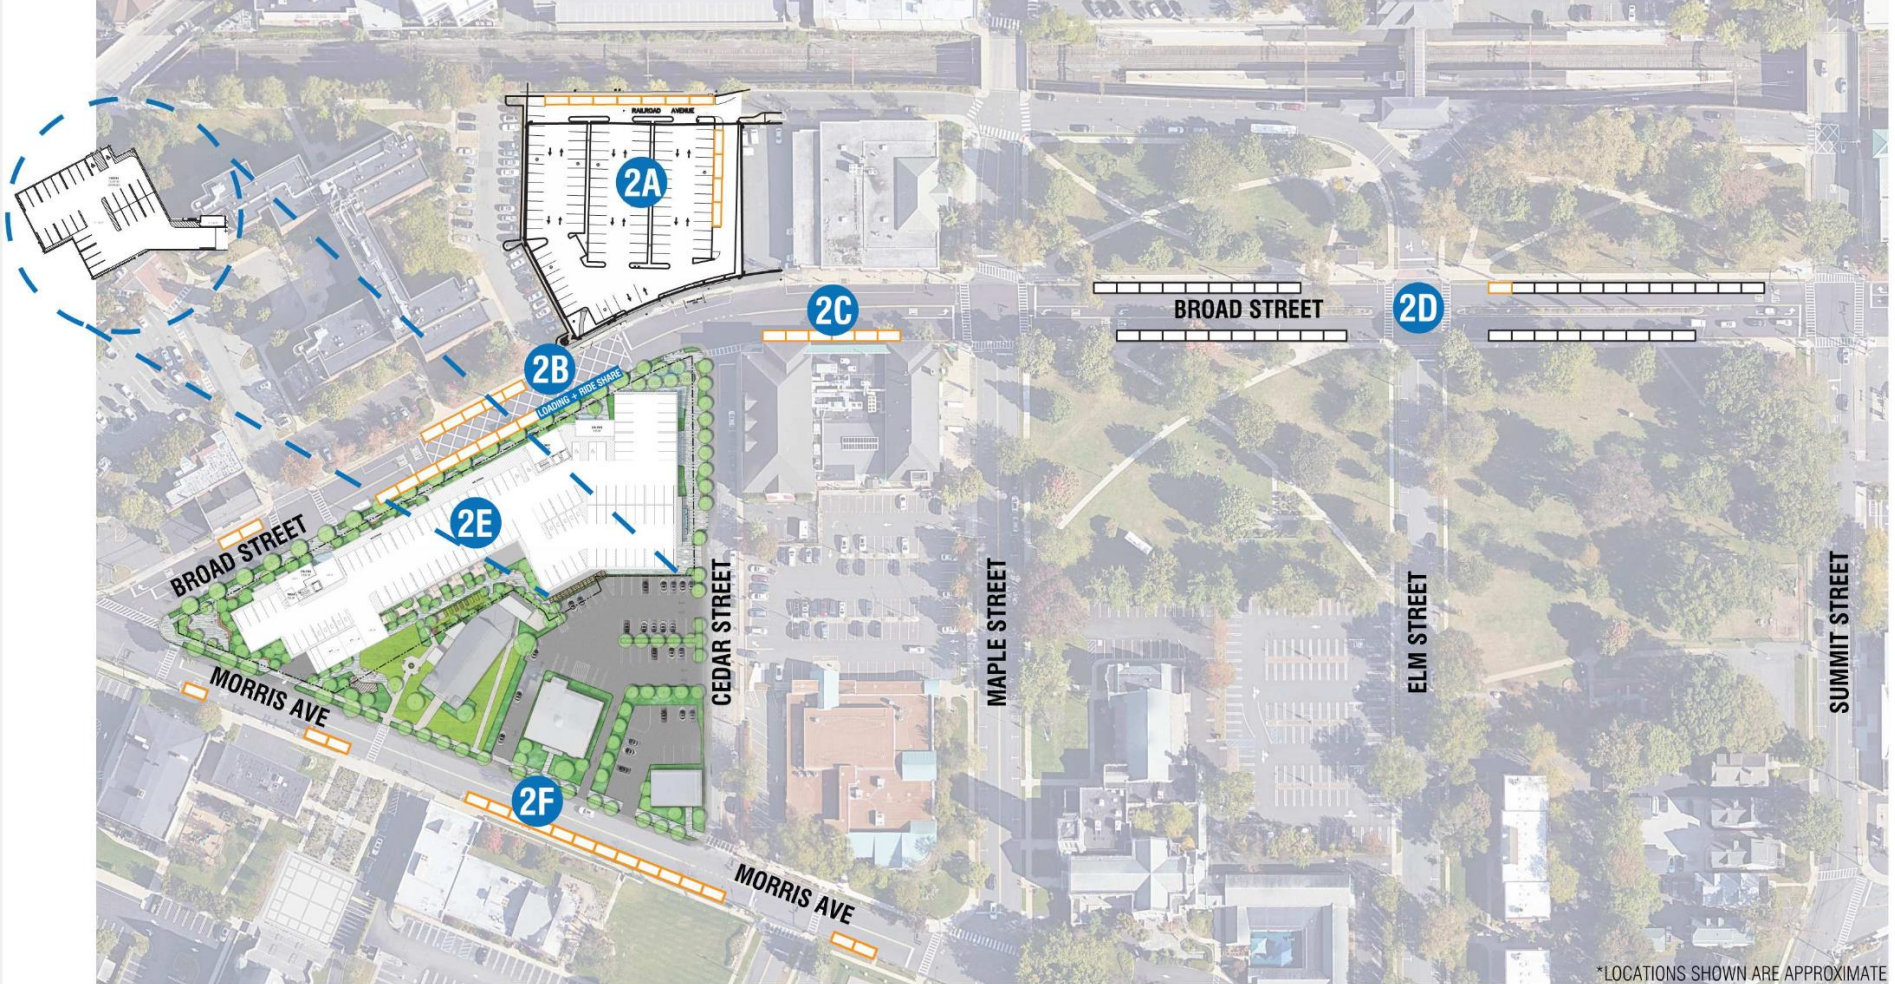 RAILROAD AVENUE
2A
2C
BROAD STREET
2D
2B
LOADING + RIDE SHARE
2E
BROAD STREET
CEDAR STREET
MAPLE STREET
ELM STREET
SUMMIT STREET
MORRIS AVE
2F
MORRIS AVE
*LOCATIONS SHOWN ARE APPROXIMATE